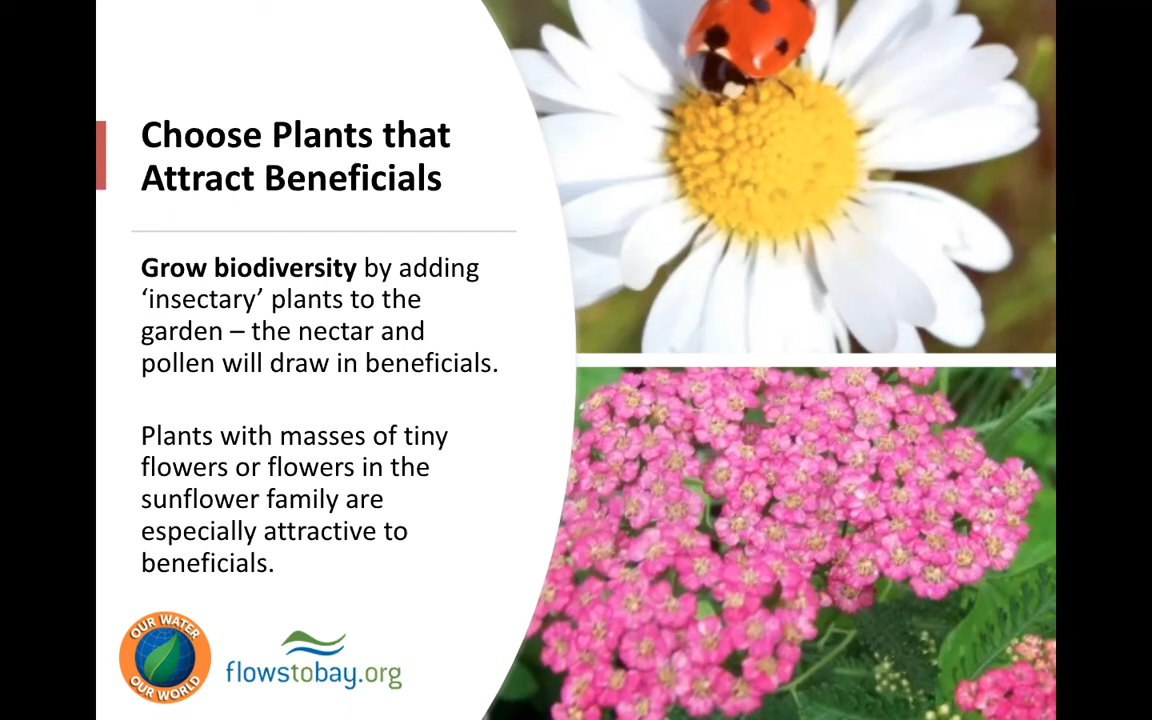 Choose Plants that
Attract Beneficials
Grow biodiversity by adding
‘insectary’ plants to the
garden – the nectar and
pollen will draw in beneficials.
Plants with masses of tiny
flowers or flowers in the
sunflower family are
especially attractive to
beneficials.
OUR WATER
OUR WORLD
flowstobay.org